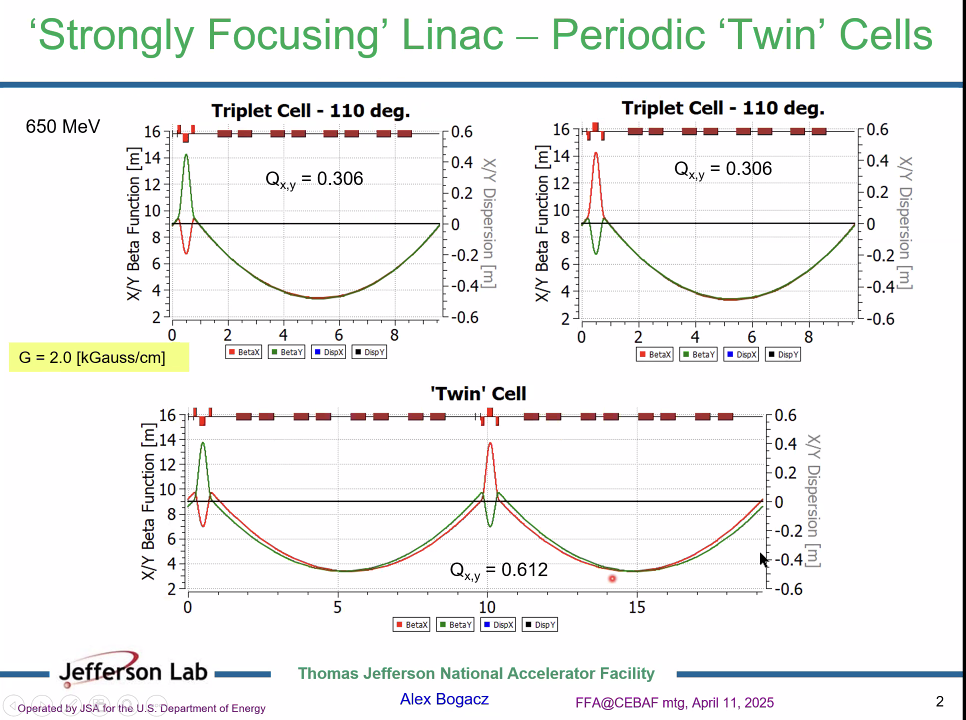 ‘Strongly Focusing’ Linac – Periodic ‘Twin’ Cells
650 MeV
Triplet Cell - 110 deg.
16
14
12
10
8
6
4
2
X/Y Beta Function [m]
Qx,y = 0.306
0.6
0.4
0.2
0
-0.2
-0.4
-0.6
X/Y Dispersion [m]
0 2 4 6 8
BetaX BetaY DispX DispY
Triplet Cell - 110 deg.
16
14
12
10
8
6
4
2
X/Y Beta Function [m]
Qx,y = 0.306
0.6
0.4
0.2
0
-0.2
-0.4
-0.6
X/Y Dispersion [m]
0 2 4 6 8
BetaX BetaY DispX DispY
G = 2.0 [kGauss/cm]
'Twin' Cell
16
14
12
10
8
6
4
2
X/Y Beta Function [m]
Qx,y = 0.612
0.6
0.4
0.2
0
-0.2
-0.4
-0.6
X/Y Dispersion [m]
0 5 10 15
BetaX BetaY DispX DispY
Jefferson Lab
Thomas Jefferson National Accelerator Facility
Operated by JSA for the U.S. Department of Energy
Alex Bogacz
FFA@CEBAF mtg, April 11, 2025
2